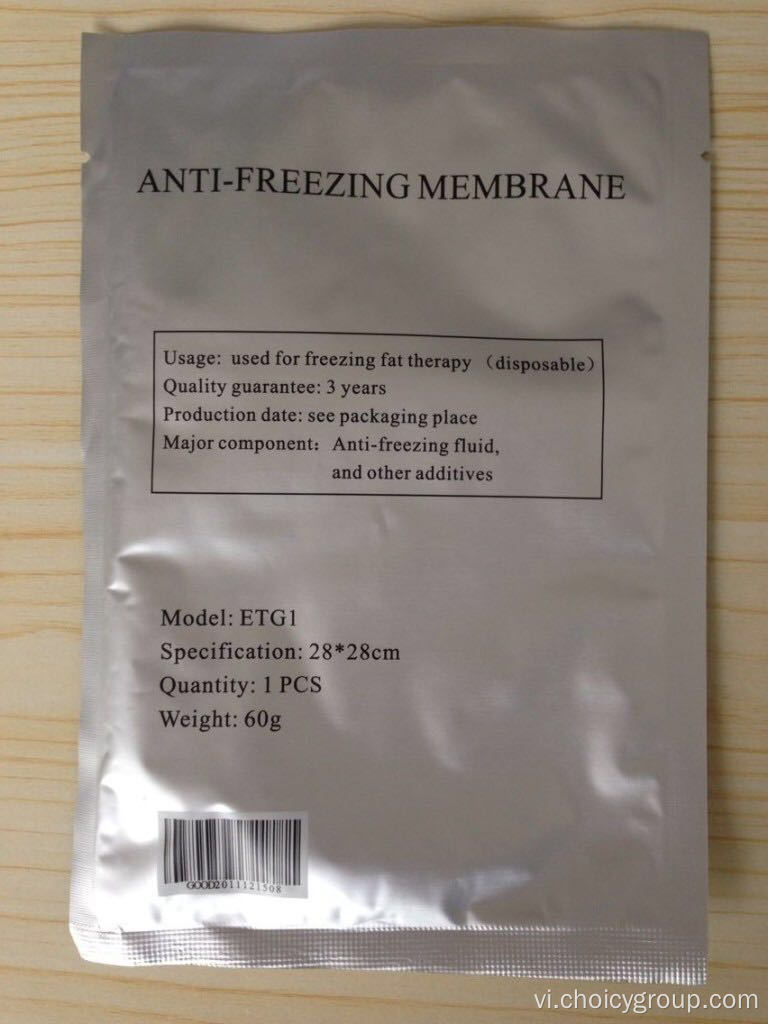 ANTI-FREEZING MEMBRANE
Usage: used for freezing fat therapy （disposable）
Quality guarantee: 3 years
Production date: see packaging place
Major component： Anti-freezing fluid,
and other additives
Model: ETG1
Specification: 28*28cm
Quantity: 1 PCS
Weight: 60g
GOOD2011121508
vi.choicygroup.com